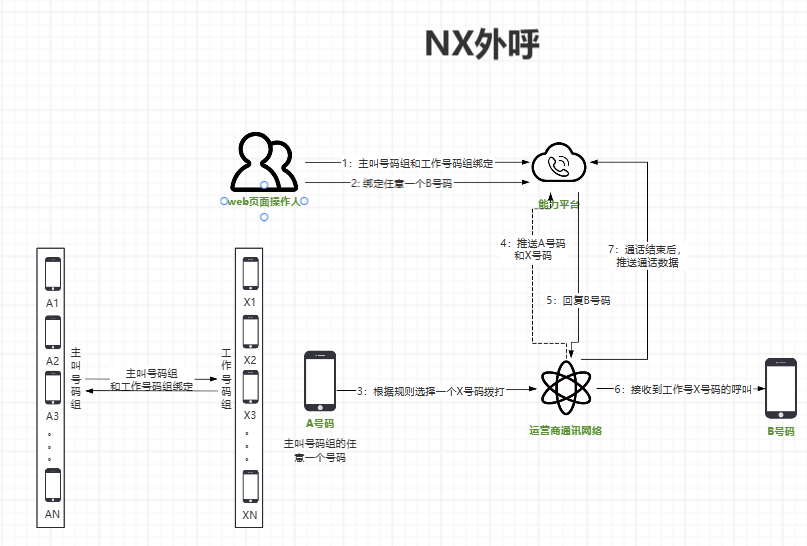 NX外呼
1：主叫号码组和工作号码组绑定
2: 绑定任意一个B号码
web页面操作人
能力平台
4：推送A号码
和X号码
7：通话结束后，
推送通话数据
5：回复B号码
A1
A2
A3
AN
主叫号码组
主叫号码组
和工作号码组绑定
X1
X2
X3
XN
工作号码组
A号码
主叫号码组的任
意一个号码
3：根据规则选择一个X号码拨打
运营商通讯网络
6：接收到工作号X号码的呼叫
B号码